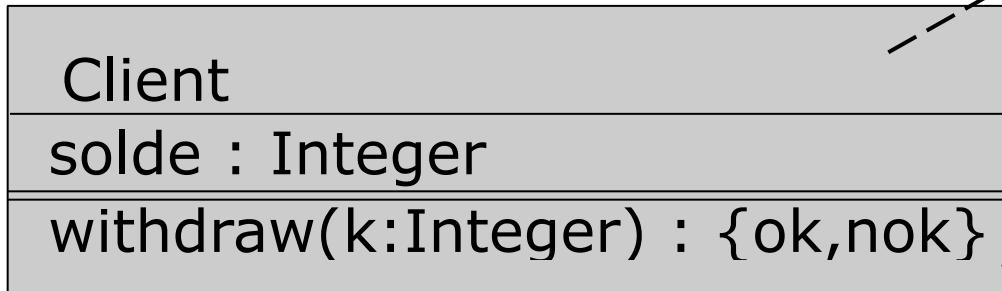 Client
solde : Integer
withdraw(k:Integer) : {ok,nok}